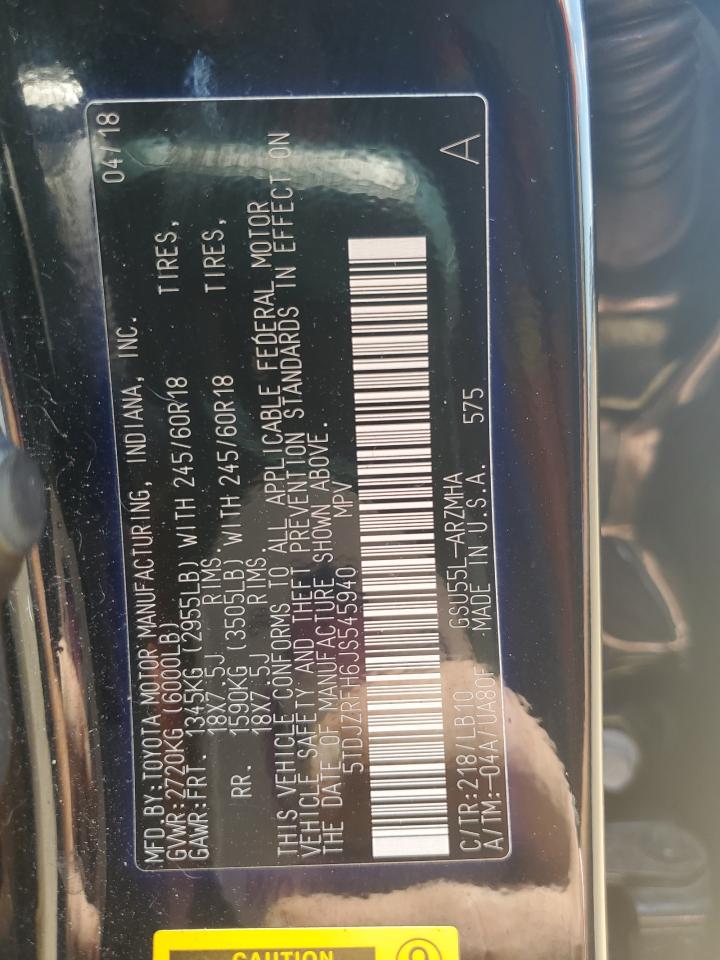 MFD.BY:TOYOTA MOTOR MANUFACTURING, INDIANA, INC. 04/18
GVWR:2720KG (6000LB)
GAWR:FRT. 1345KG (2955LB) WITH 245/60R18 TIRES,
18X7.5J RIMS.
RR. 1590KG (3505LB) WITH 245/60R18 TIRES,
18X7.5J RIMS.
THIS VEHICLE CONFORMS TO ALL APPLICABLE FEDERAL MOTOR
VEHICLE SAFETY AND THEFT PREVENTION STANDARDS IN EFFECT ON
THE DATE OF MANUFACTURE SHOWN ABOVE.
5TDJZRFH6JS545940 MPV
C/TR:218/LB10 GSU55L-ARZMHA
A/TM:-04A/UA80F MADE IN U.S.A. 575 A
CAUTION